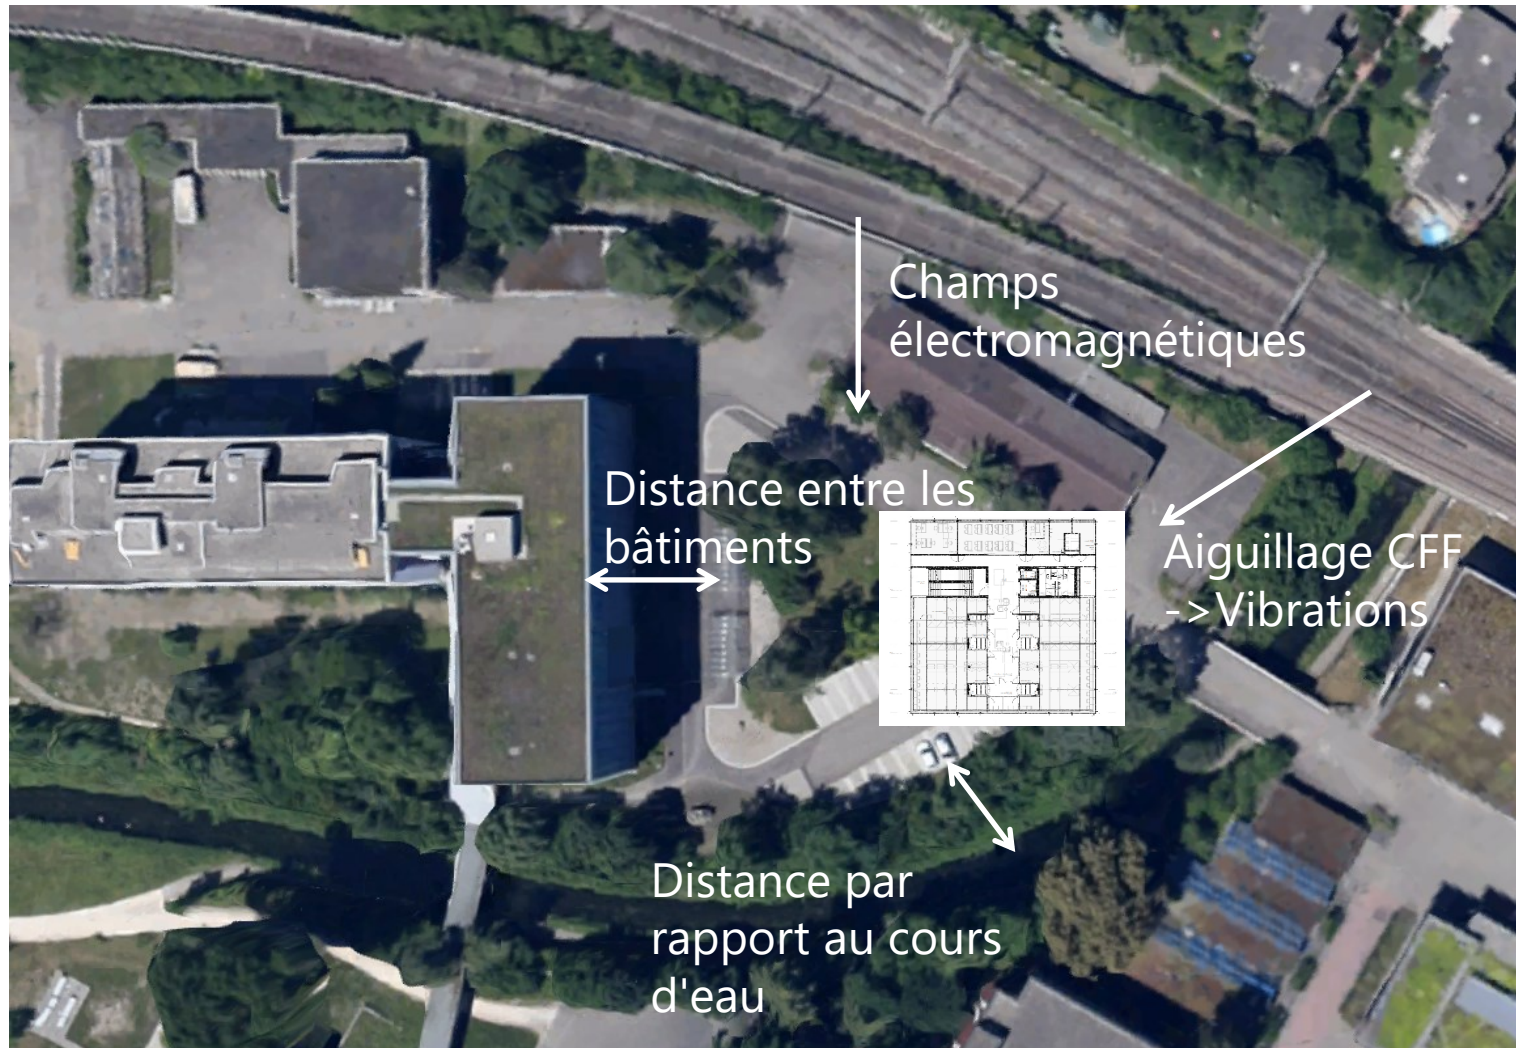 Champs
électromagnétiques
Distance entre les
bâtiments
Aiguillage CFF
->Vibrations
Distance par
rapport au cours
d'eau